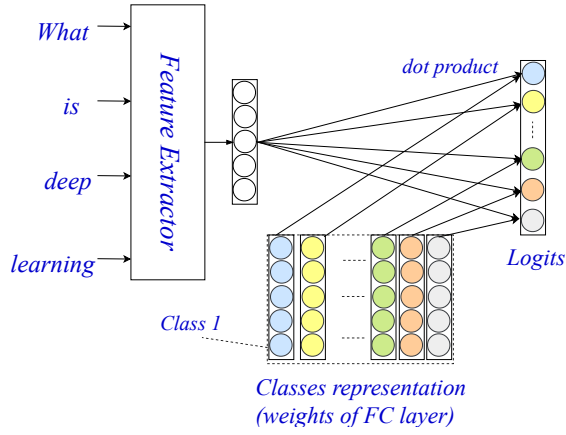 What
is
deep
learning
Feature Extractor
dot product
Logits
Class 1
Classes representation
(weights of FC layer)